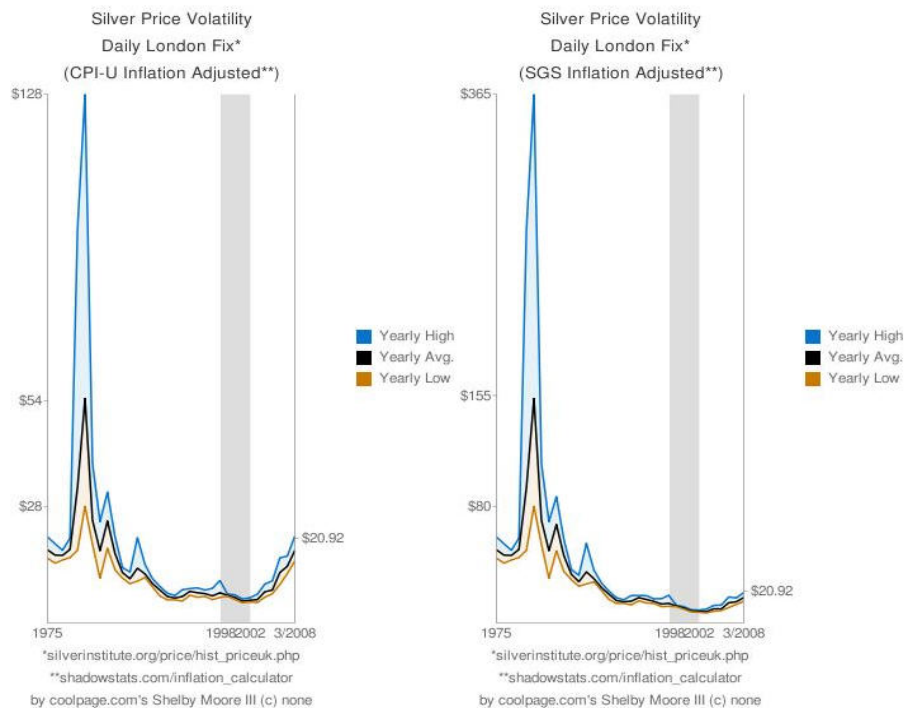 Silver Price Volatility
Daily London Fix*
(CPI-U Inflation Adjusted**)
$128
$54
$28
$20.92
Yearly High
Yearly Avg.
Yearly Low
1975
1998
2002
3/2008
*silverinstitute.org/price/hist_priceuk.php
**shadowstats.com/inflation_calculator
by coolpage.com's Shelby Moore III (c) none
Silver Price Volatility
Daily London Fix*
(SGS Inflation Adjusted**)
$365
$155
$80
$20.92
Yearly High
Yearly Avg.
Yearly Low
1975
1998
2002
3/2008
*silverinstitute.org/price/hist_priceuk.php
**shadowstats.com/inflation_calculator
by coolpage.com's Shelby Moore III (c) none